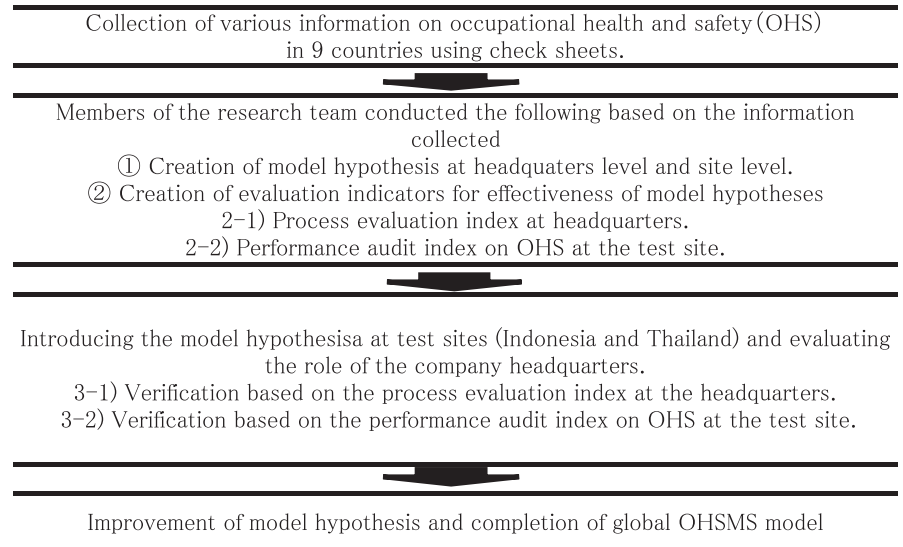 Collection of various information on occupational health and safety(OHS)
in 9 countries using check sheets.
Members of the research team conducted the following based on the information
collected
① Creation of model hypothesis at headquaters level and site level.
② Creation of evaluation indicators for effectiveness of model hypotheses
2-1) Process evaluation index at headquarters.
2-2) Performance audit index on OHS at the test site.
Introducing the model hypothesisa at test sites (Indonesia and Thailand) and evaluating
the role of the company headquarters.
3-1) Verification based on the process evaluation index at the headquarters.
3-2) Verification based on the performance audit index on OHS at the test site.
Improvement of model hypothesis and completion of global OHSMS model